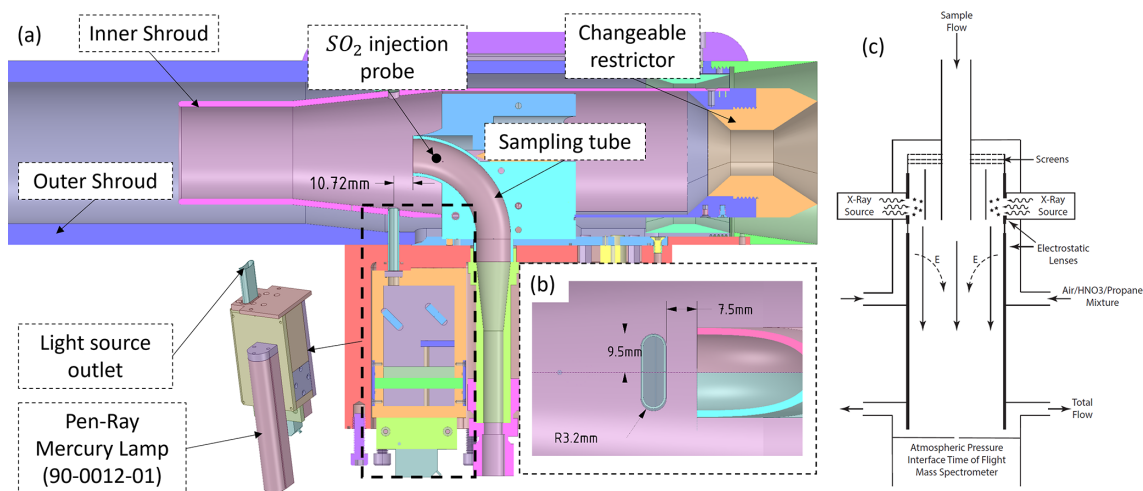 (a)
Inner Shroud
SO₂ injection
probe
Changeable
restrictor
Sampling tube
10.72mm
Outer Shroud
Light source
outlet
Pen-Ray
Mercury Lamp
(90-0012-01)
(b)
7.5mm
9.5mm
R3.2mm
(c)
Sample
Flow
Screens
X-Ray
Source
X-Ray
Source
Electrostatic
Lenses
E
E
Air/HNO3/Propane
Mixture
Total
Flow
Atmospheric Pressure
Interface Time of Flight
Mass Spectrometer